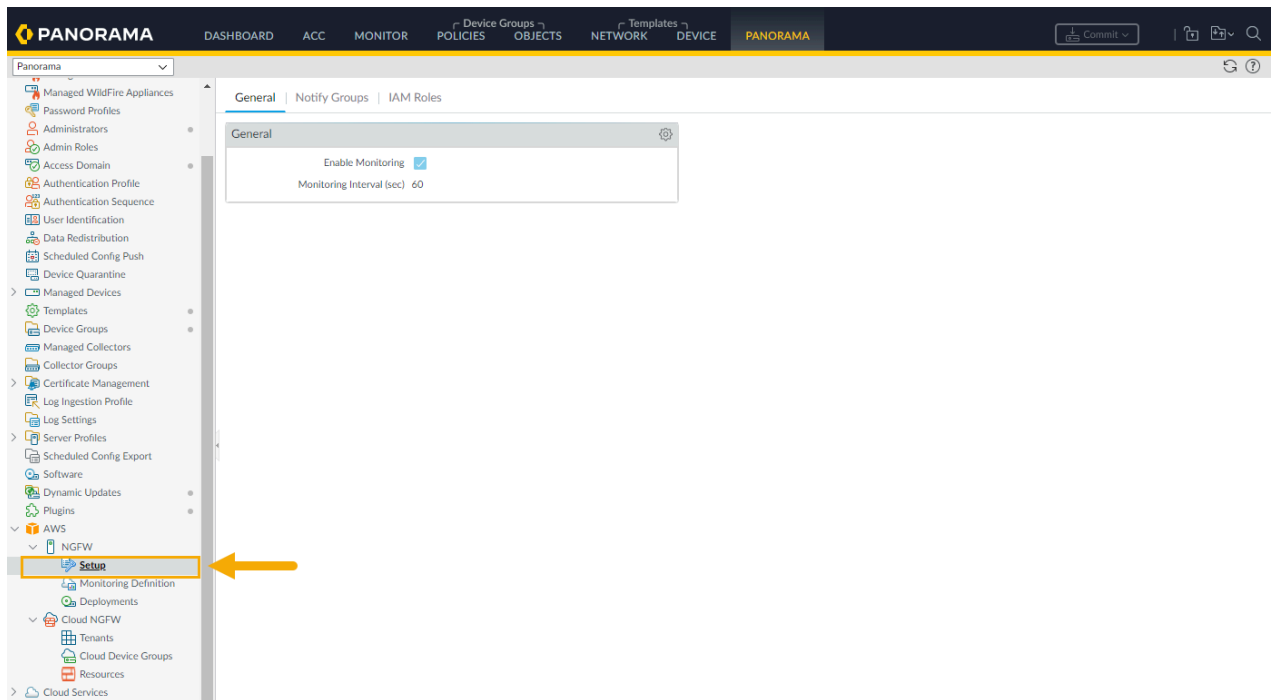 PANORAMA
DASHBOARD
ACC
MONITOR
Device Groups
POLICIES
OBJECTS
Templates
NETWORK
DEVICE
PANORAMA
Commit
Panorama
Managed WildFire Appliances
Password Profiles
Administrators
Admin Roles
Access Domain
Authentication Profile
Authentication Sequence
User Identification
Data Redistribution
Scheduled Config Push
Device Quarantine
Managed Devices
Templates
Device Groups
Managed Collectors
Collector Groups
Certificate Management
Log Ingestion Profile
Log Settings
Server Profiles
Scheduled Config Export
Software
Dynamic Updates
Plugins
AWS
NGFW
Setup
Monitoring Definition
Deployments
Cloud NGFW
Tenants
Cloud Device Groups
Resources
Cloud Services
General | Notify Groups | IAM Roles
General
Enable Monitoring
Monitoring Interval (sec) 60